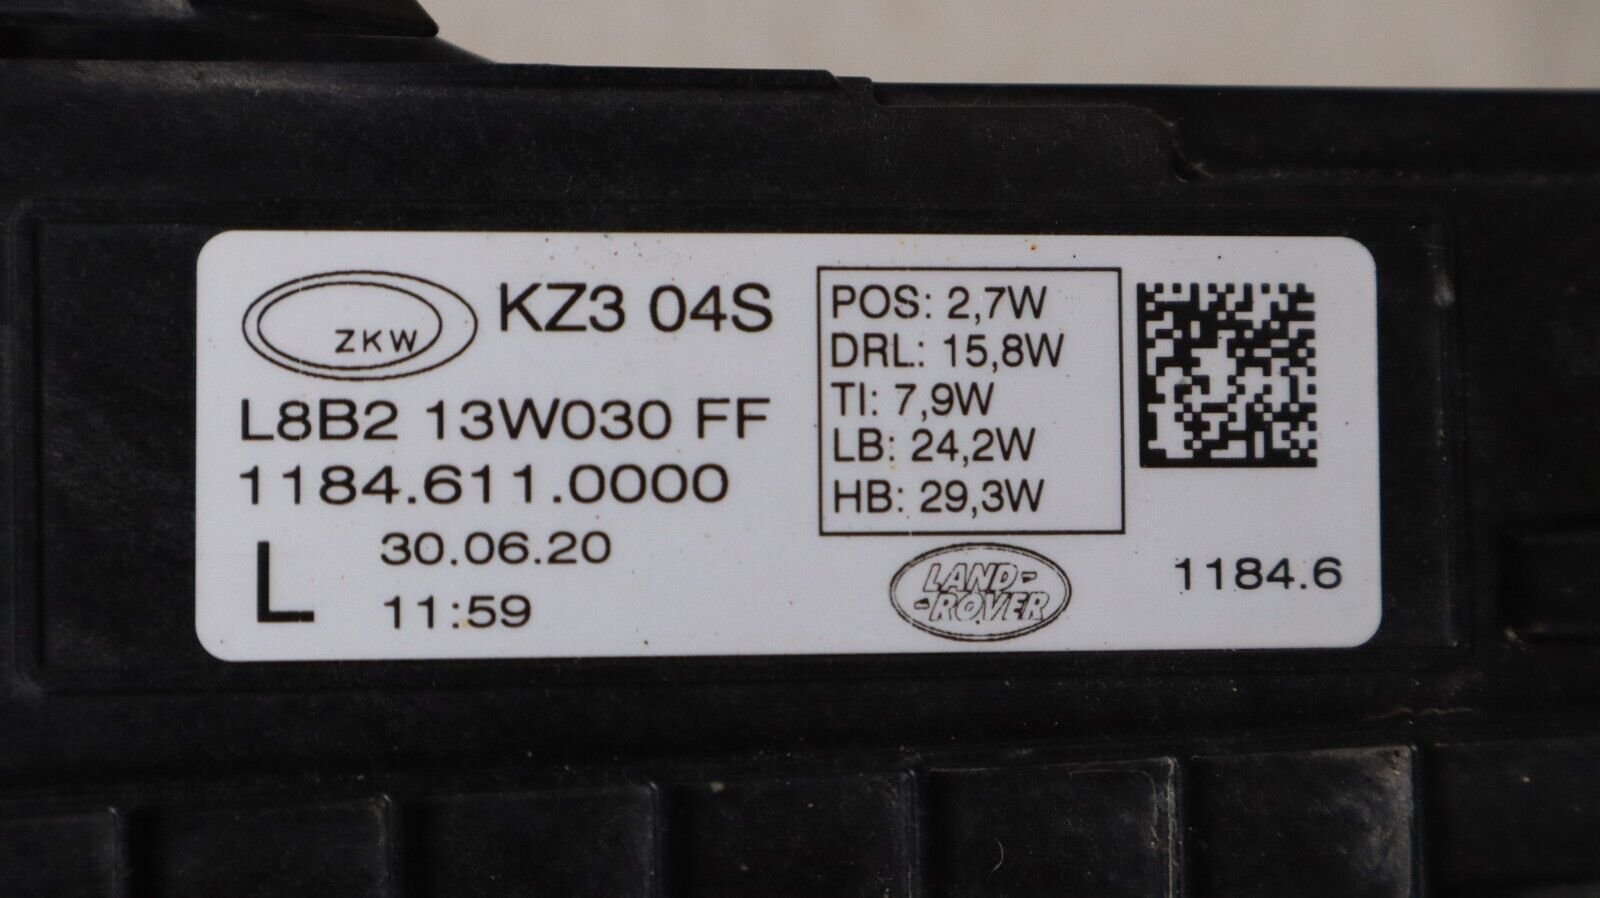 ZKW
KZ3 04S
L8B2 13W030 FF
1184.611.0000
L
30.06.20
11:59
POS: 2,7W
DRL: 15,8W
TI: 7,9W
LB: 24,2W
HB: 29,3W
LAND-
-ROVER
1184.6